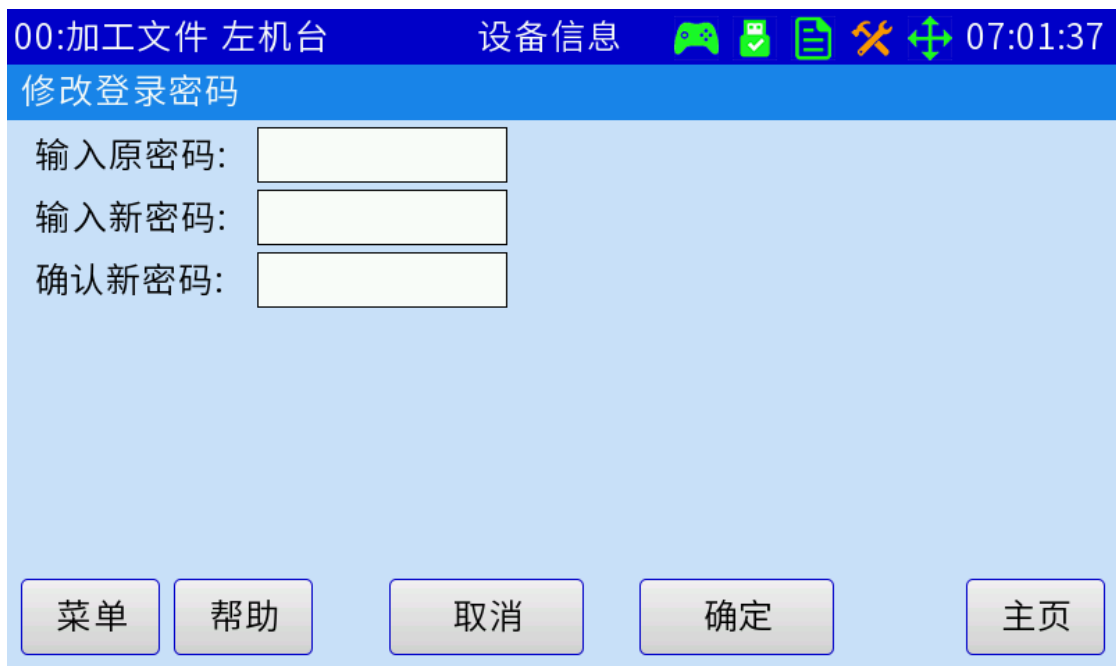 00:加工文件 左机台 设备信息 07:01:37
修改登录密码
输入原密码:
输入新密码:
确认新密码:
菜单 帮助 取消 确定 主页